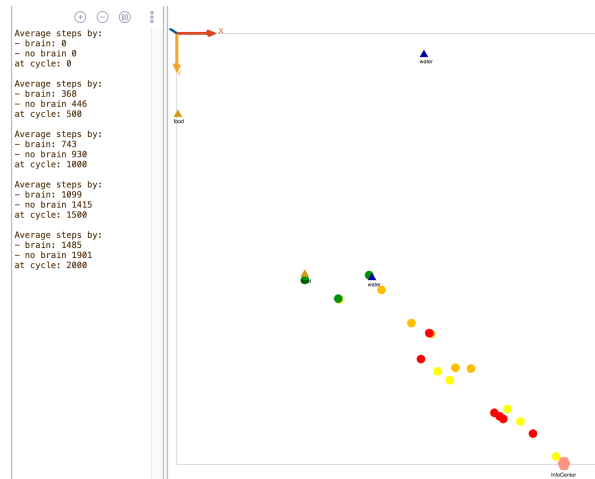 Average steps by:
- brain: 0
- no brain 0
at cycle: 0
Average steps by:
- brain: 368
- no brain 446
at cycle: 500
Average steps by:
- brain: 743
- no brain 930
at cycle: 1000
Average steps by:
- brain: 1099
- no brain 1415
at cycle: 1500
Average steps by:
- brain: 1485
- no brain 1901
at cycle: 2000
X
Y
water
food
food
water
InfoCenter